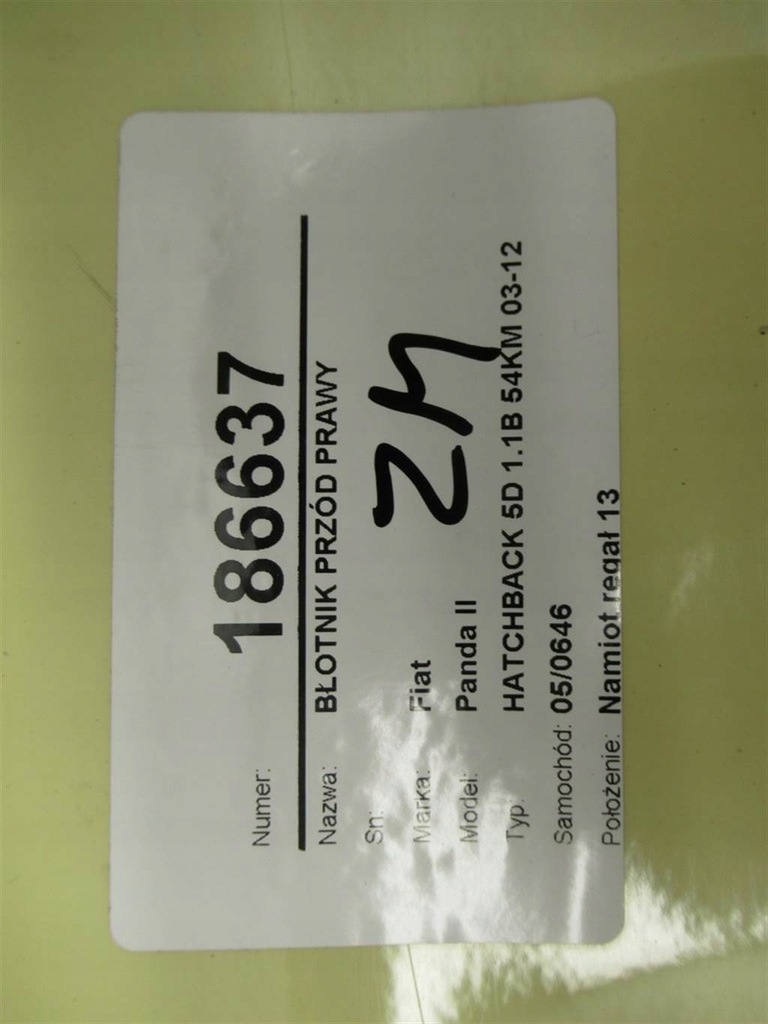 Numer: 186637
Nazwa: BŁOTNIK PRZÓD PRAWY
Sn:
Marka: Fiat
Model: Panda II
Typ: HATCHBACK 5D 1.1B 54KM 03-12
Samochód: 05/0646
Położenie: Namiot regał 13